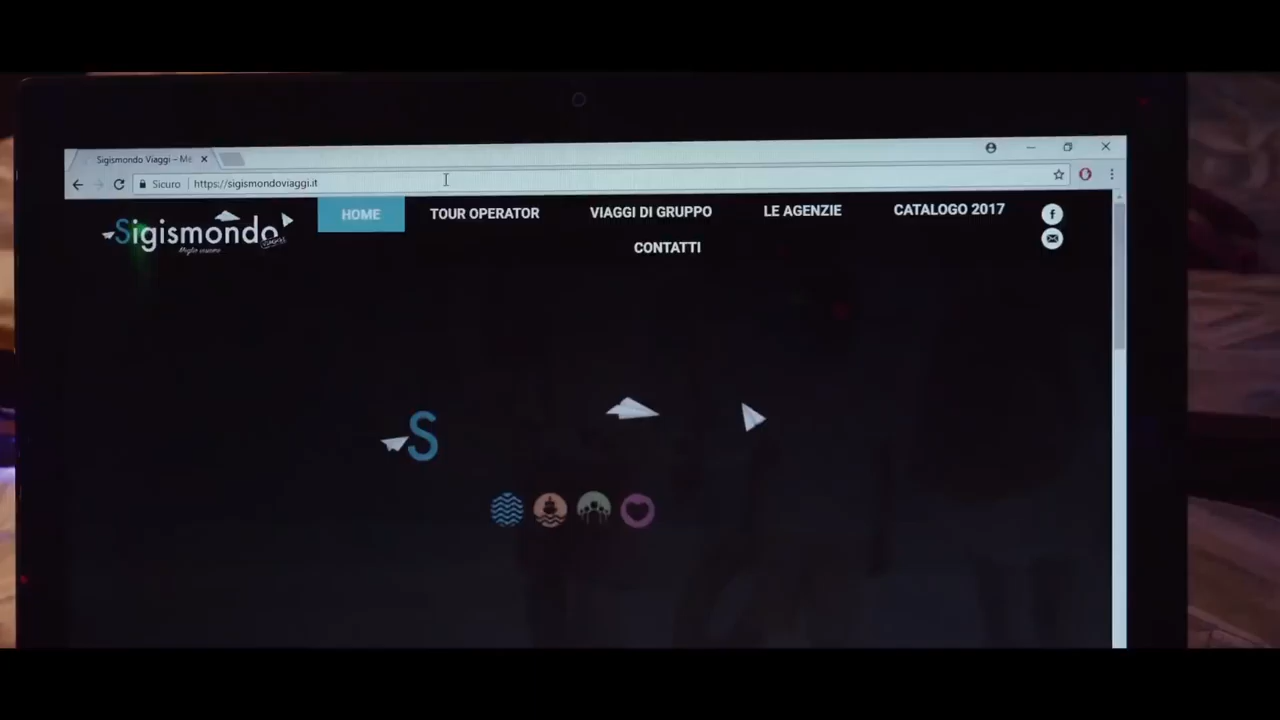 Sigismondo Viaggi – Me
Sicuro https://sigismondoviaggi.it
Sigismondo
VIAGGI
HOME TOUR OPERATOR VIAGGI DI GRUPPO LE AGENZIE CATALOGO 2017
CONTATTI
S